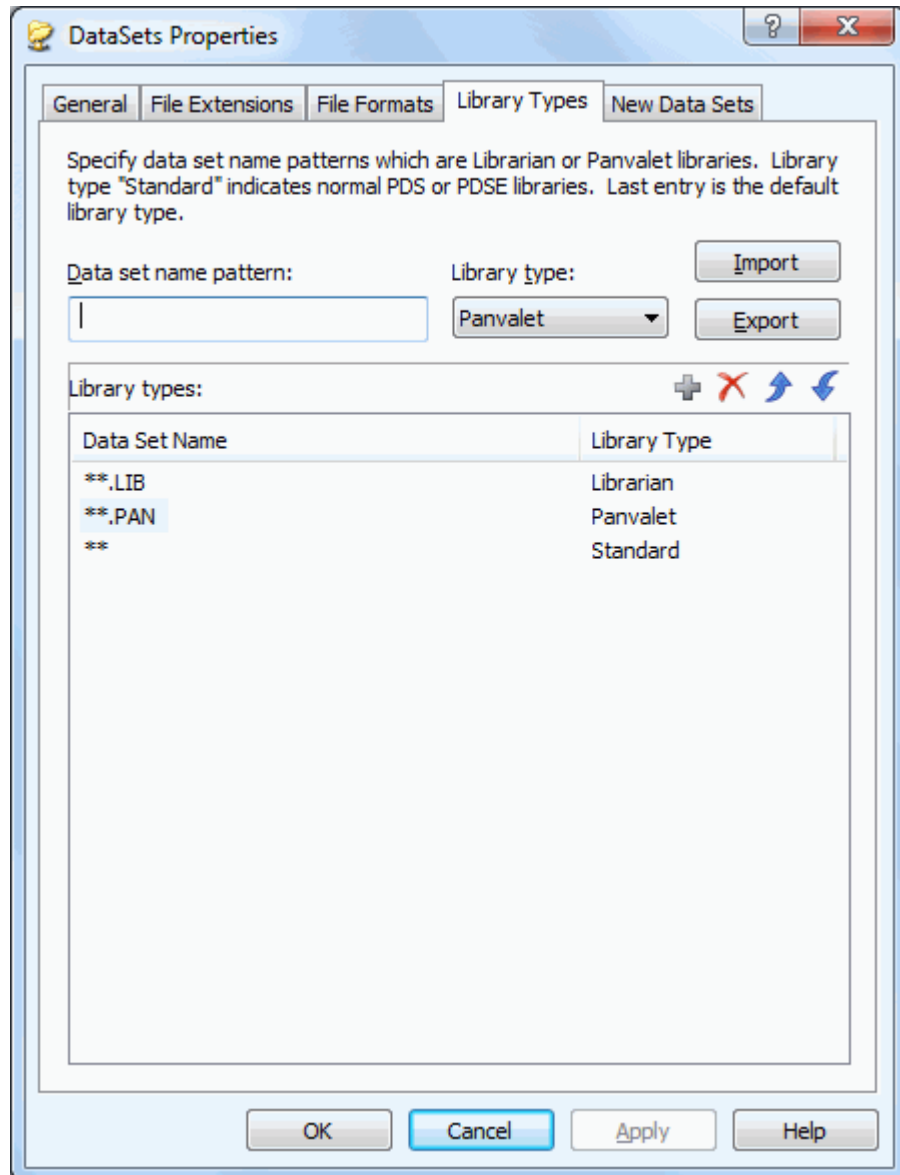 DataSets Properties
General File Extensions File Formats Library Types New Data Sets
Specify data set name patterns which are Librarian or Panvalet libraries.  Library
type "Standard" indicates normal PDS or PDSE libraries.  Last entry is the default
library type.
Data set name pattern:
Library type:
Import
Panvalet
Export
Library types:
Data Set Name Library Type
**.LIB Librarian
**.PAN Panvalet
** Standard
OK Cancel Apply Help